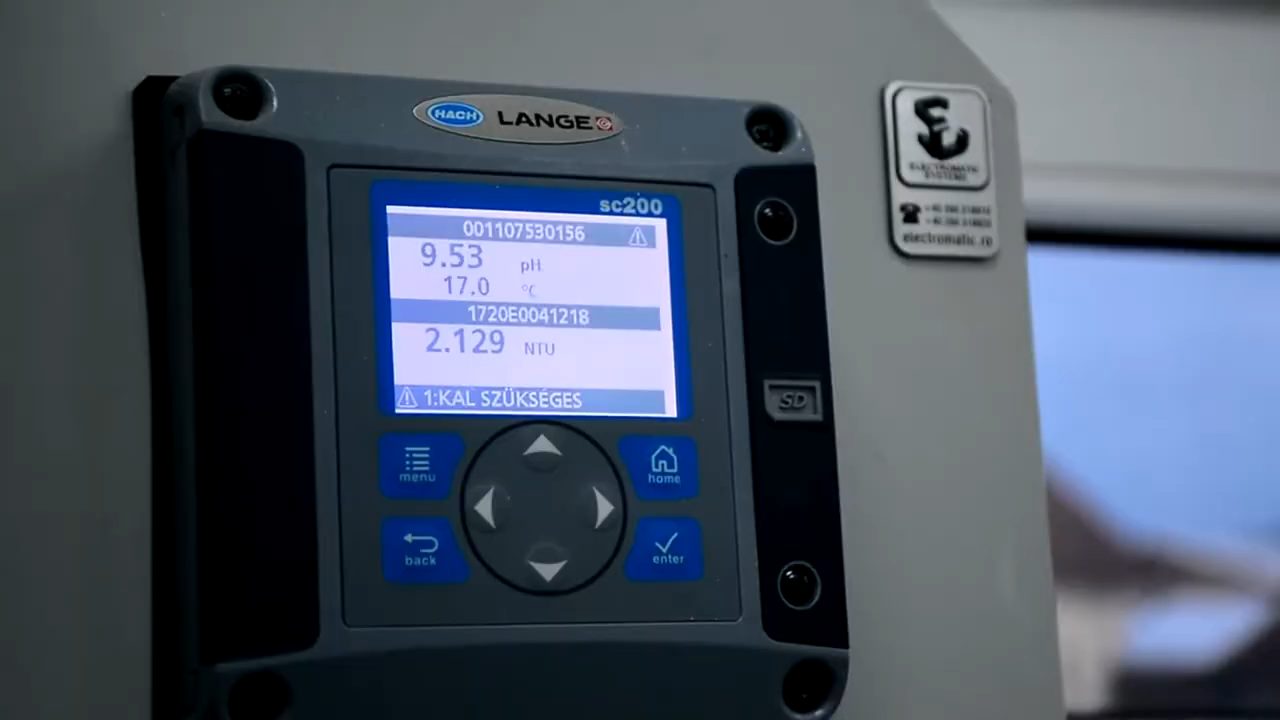 HACH LANGE
sc200
001107530156
9.53 pH
17.0 °C
1720E0041218
2.129 NTU
1:KAL SZÜKSÉGES
menu
home
back
enter
SD
ELECTROMATIC
SYSTEMS
electromatic.ro